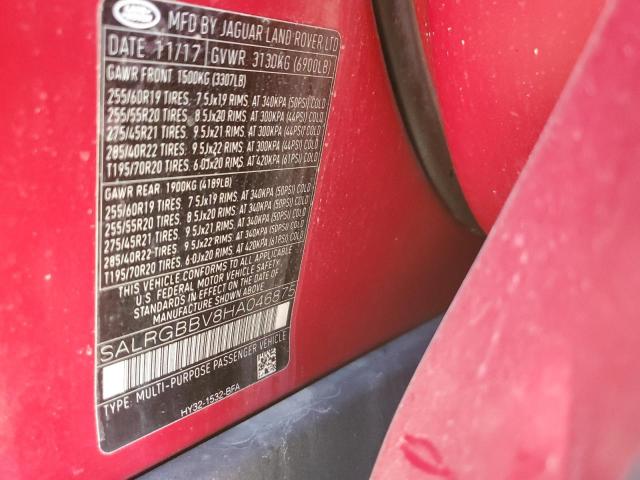 LAND ROVER
MFD BY JAGUAR LAND ROVER LTD
DATE 11/17 GVWR 3130KG (6900LB)
GAWR FRONT 1500KG (3307LB)
255/60R19 TIRES, 7.5Jx19 RIMS, AT 340KPA (50PSI) COLD
255/55R20 TIRES, 8.5Jx20 RIMS, AT 300KPA (44PSI) COLD
275/45R21 TIRES, 9.5Jx21 RIMS, AT 300KPA (44PSI) COLD
285/40R22 TIRES, 9.5Jx22 RIMS, AT 300KPA (44PSI) COLD
T195/70R20 TIRES, 6.0Jx20 RIMS, AT 420KPA (61PSI) COLD
GAWR REAR 1900KG (4189LB)
255/60R19 TIRES, 7.5Jx19 RIMS, AT 340KPA (50PSI) COLD
255/55R20 TIRES, 8.5Jx20 RIMS, AT 340KPA (50PSI) COLD
275/45R21 TIRES, 9.5Jx21 RIMS, AT 340KPA (50PSI) COLD
285/40R22 TIRES, 9.5Jx22 RIMS, AT 340KPA (50PSI) COLD
T195/70R20 TIRES, 6.0Jx20 RIMS, AT 420KPA (61PSI) COLD
THIS VEHICLE CONFORMS TO ALL APPLICABLE
U.S. FEDERAL MOTOR VEHICLE SAFETY
STANDARDS IN EFFECT ON THE DATE OF
MANUFACTURE SHOWN ABOVE
SALRGBBV8HA046875
TYPE: MULTI-PURPOSE PASSENGER VEHICLE
HY32-1532-BFA